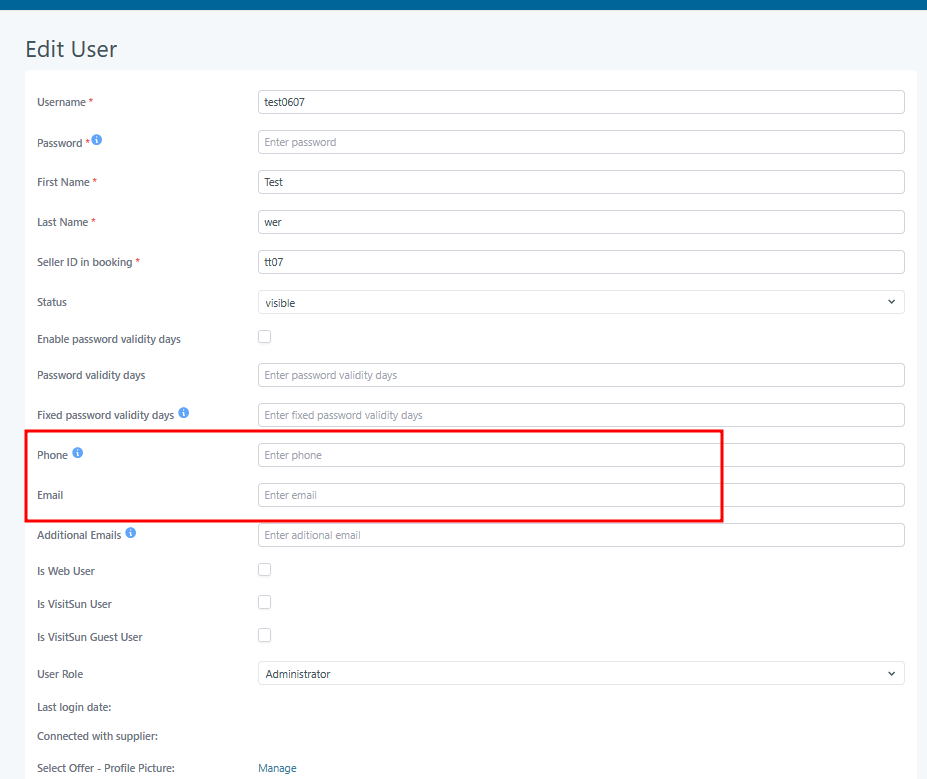 Edit User
Username *
test0607
Password *
Enter password
First Name *
Test
Last Name *
wer
Seller ID in booking *
tt07
Status
visible
Enable password validity days
Password validity days
Enter password validity days
Fixed password validity days
Enter fixed password validity days
Phone
Enter phone
Email
Enter email
Additional Emails
Enter aditional email
Is Web User
Is VisitSun User
Is VisitSun Guest User
User Role
Administrator
Last login date:
Connected with supplier:
Select Offer - Profile Picture:
Manage